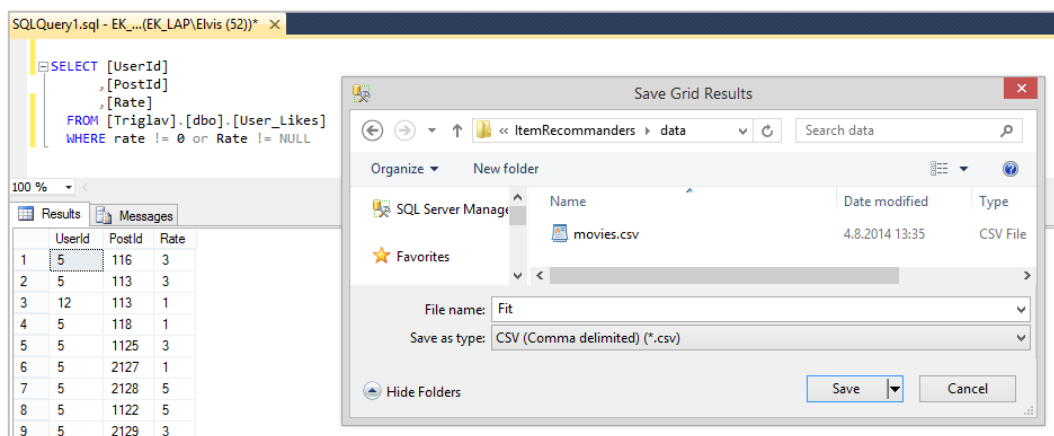 SQLQuery1.sql - EK_...(EK_LAP\Elvis (52))* ×
SELECT [UserId]
,[PostId]
,[Rate]
FROM [Triglav].[dbo].[User_Likes]
WHERE rate != 0 or Rate != NULL
100 %
Results Messages
UserId PostId Rate
1 5 116 3
2 5 113 3
3 12 113 1
4 5 118 1
5 5 1125 3
6 5 2127 1
7 5 2128 5
8 5 1122 5
9 5 2129 3
Save Grid Results
« ItemRecommanders data
Search data
Organize New folder
SQL Server Manage
Favorites
Name Date modified Type
movies.csv 4.8.2014 13:35 CSV File
File name: Fit
Save as type: CSV (Comma delimited) (*.csv)
Hide Folders Save Cancel